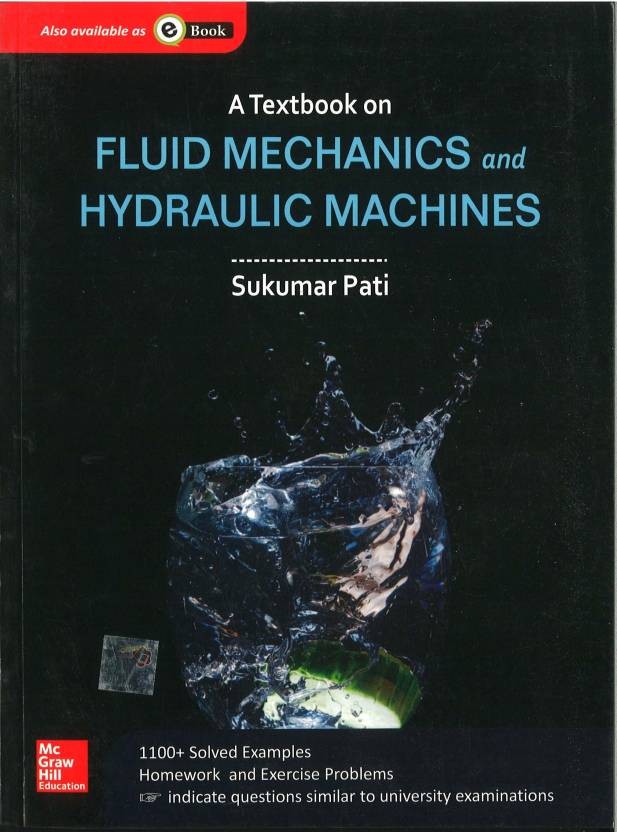 Also available as e Book
A Textbook on
FLUID MECHANICS and
HYDRAULIC MACHINES
Sukumar Pati
Mc
Graw
Hill
Education
1100+ Solved Examples
Homework and Exercise Problems
☞ indicate questions similar to university examinations